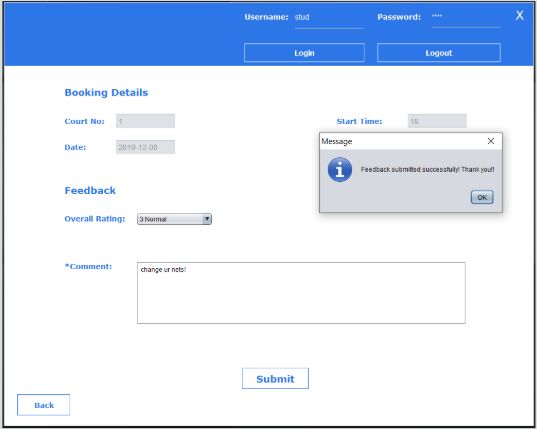 Username: stud Password: **** X
Login Logout
Booking Details
Court No: 1 Start Time: 18
Date: 2019-12-08
Message X
Feedback submitted successfully! Thank you!!
OK
Feedback
Overall Rating: 3 Normal
*Comment: change ur nets!
Submit
Back